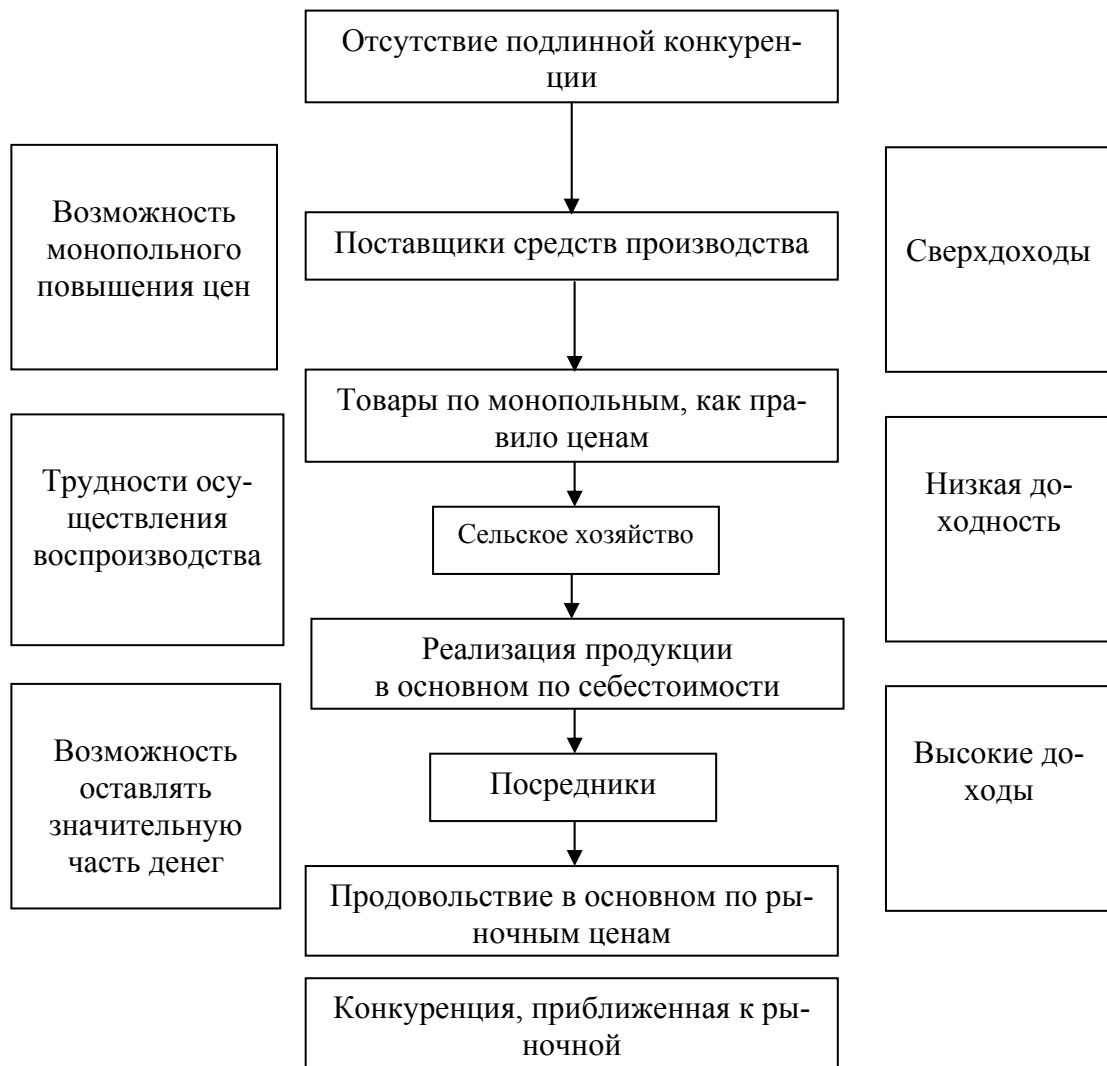 Отсутствие подлинной конкурен-
ции
Возможность
монопольного
повышения цен
Поставщики средств производства
Сверхдоходы
Товары по монопольным, как пра-
вило ценам
Трудности осу-
ществления
воспроизводства
Сельское хозяйство
Низкая до-
ходность
Реализация продукции
в основном по себестоимости
Возможность
оставлять
значительную
часть денег
Посредники
Высокие до-
ходы
Продовольствие в основном по ры-
ночным ценам
Конкуренция, приближенная к ры-
ночной